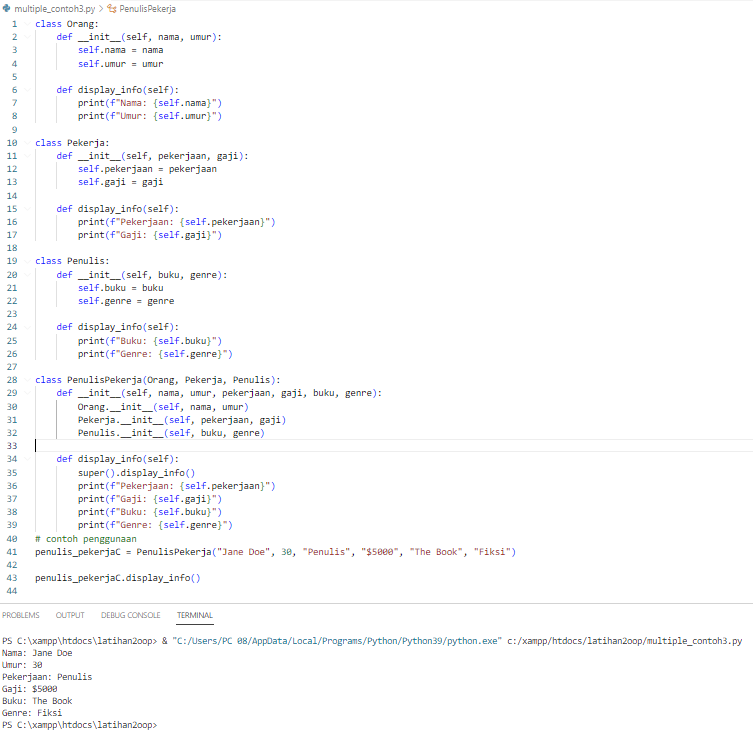 multiple_contoh3.py > PenulisPekerja
1 class Orang:
2     def __init__(self, nama, umur):
3         self.nama = nama
4         self.umur = umur
5
6     def display_info(self):
7         print(f"Nama: {self.nama}")
8         print(f"Umur: {self.umur}")
9
10 class Pekerja:
11     def __init__(self, pekerjaan, gaji):
12         self.pekerjaan = pekerjaan
13         self.gaji = gaji
14
15     def display_info(self):
16         print(f"Pekerjaan: {self.pekerjaan}")
17         print(f"Gaji: {self.gaji}")
18
19 class Penulis:
20     def __init__(self, buku, genre):
21         self.buku = buku
22         self.genre = genre
23
24     def display_info(self):
25         print(f"Buku: {self.buku}")
26         print(f"Genre: {self.genre}")
27
28 class PenulisPekerja(Orang, Pekerja, Penulis):
29     def __init__(self, nama, umur, pekerjaan, gaji, buku, genre):
30         Orang.__init__(self, nama, umur)
31         Pekerja.__init__(self, pekerjaan, gaji)
32         Penulis.__init__(self, buku, genre)
33
34     def display_info(self):
35         super().display_info()
36         print(f"Pekerjaan: {self.pekerjaan}")
37         print(f"Gaji: {self.gaji}")
38         print(f"Buku: {self.buku}")
39         print(f"Genre: {self.genre}")
40 # contoh penggunaan
41 penulis_pekerjaC = PenulisPekerja("Jane Doe", 30, "Penulis", "$5000", "The Book", "Fiksi")
42
43 penulis_pekerjaC.display_info()
44
PROBLEMS OUTPUT DEBUG CONSOLE TERMINAL
PS C:\xampp\htdocs\latihan2oop> & "C:/Users/PC 08/AppData/Local/Programs/Python/Python39/python.exe" c:/xampp/htdocs/latihan2oop/multiple_contoh3.py
Nama: Jane Doe
Umur: 30
Pekerjaan: Penulis
Gaji: $5000
Buku: The Book
Genre: Fiksi
PS C:\xampp\htdocs\latihan2oop>